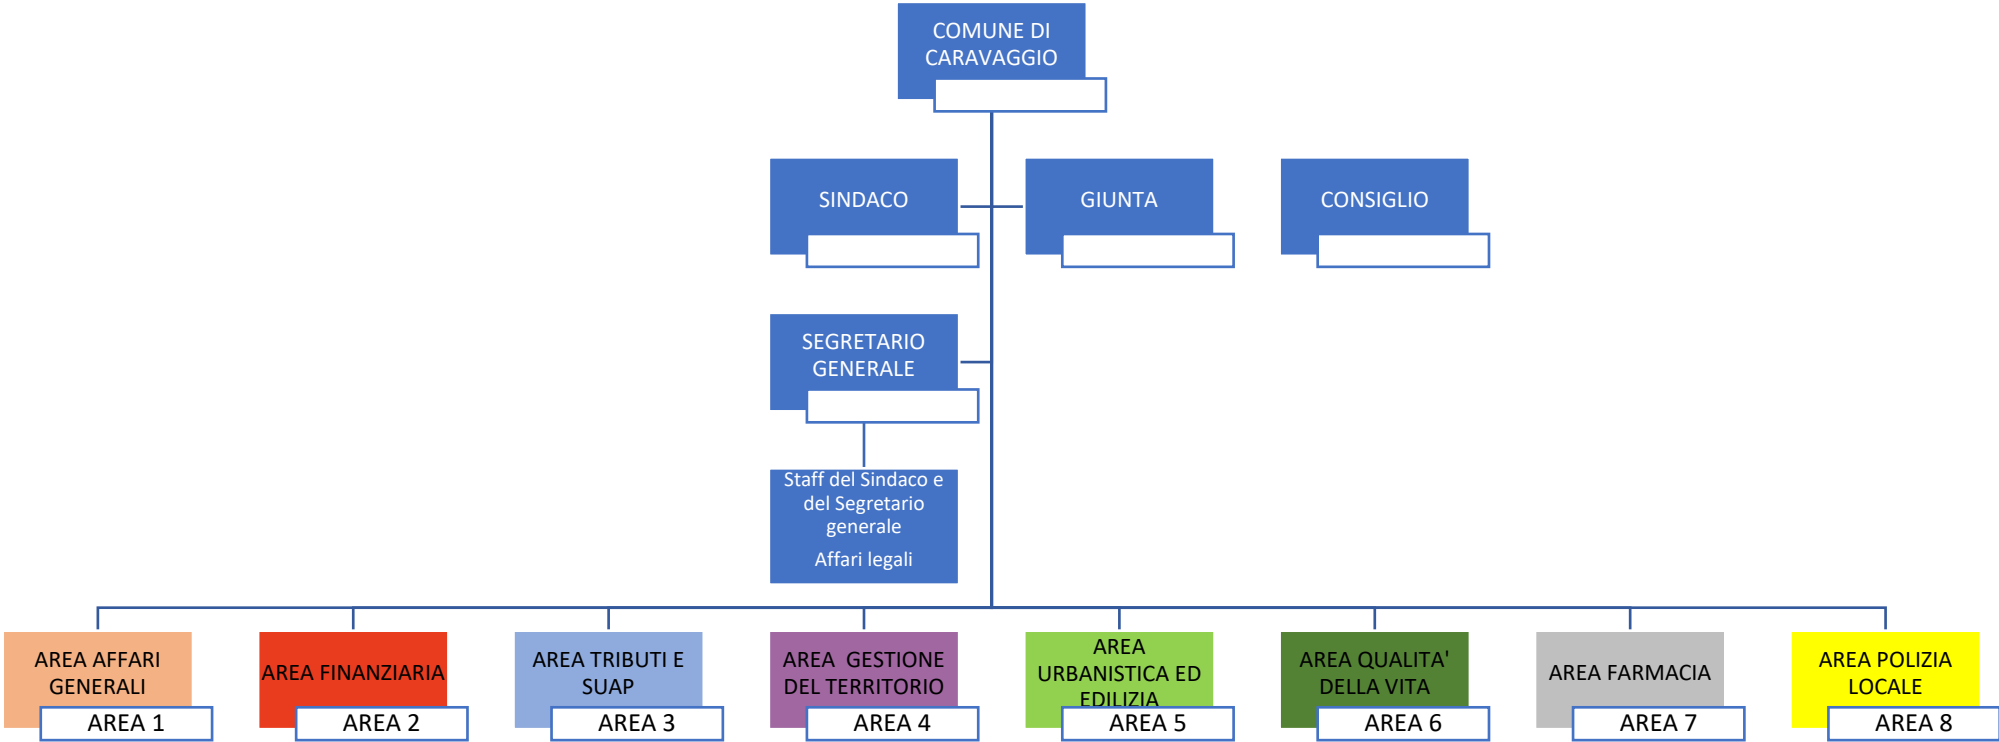 COMUNE DI
CARAVAGGIO
SINDACO
GIUNTA
CONSIGLIO
SEGRETARIO
GENERALE
Staff del Sindaco e
del Segretario
generale
Affari legali
AREA AFFARI
GENERALI
AREA 1
AREA FINANZIARIA
AREA 2
AREA TRIBUTI E
SUAP
AREA 3
AREA  GESTIONE
DEL TERRITORIO
AREA 4
AREA
URBANISTICA ED
EDILIZIA
AREA 5
AREA QUALITA'
DELLA VITA
AREA 6
AREA FARMACIA
AREA 7
AREA POLIZIA
LOCALE
AREA 8